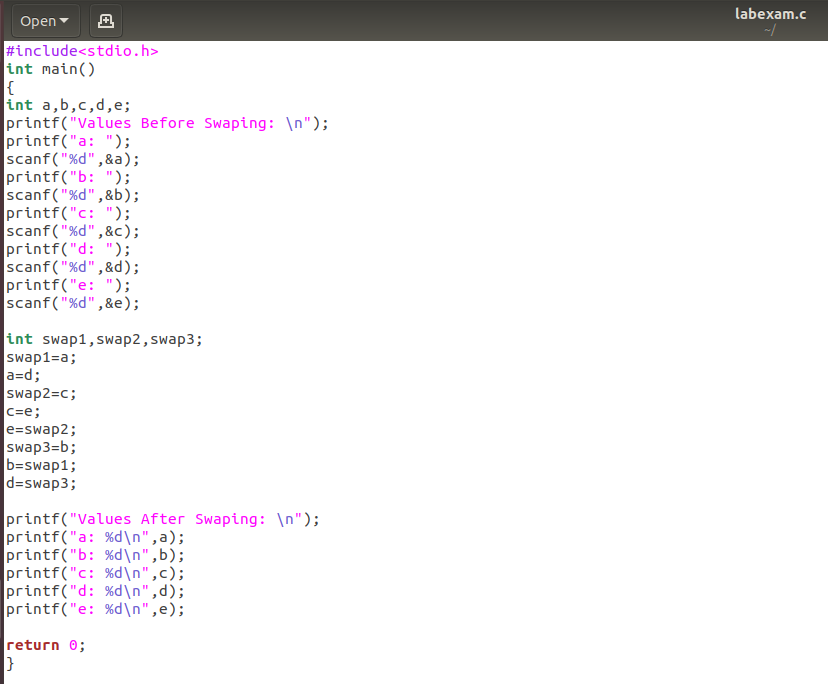 Open
labexam.c
~/
#include<stdio.h>
int main()
{
int a,b,c,d,e;
printf("Values Before Swaping: \n");
printf("a: ");
scanf("%d",&a);
printf("b: ");
scanf("%d",&b);
printf("c: ");
scanf("%d",&c);
printf("d: ");
scanf("%d",&d);
printf("e: ");
scanf("%d",&e);

int swap1,swap2,swap3;
swap1=a;
a=d;
swap2=c;
c=e;
e=swap2;
swap3=b;
b=swap1;
d=swap3;

printf("Values After Swaping: \n");
printf("a: %d\n",a);
printf("b: %d\n",b);
printf("c: %d\n",c);
printf("d: %d\n",d);
printf("e: %d\n",e);

return 0;
}